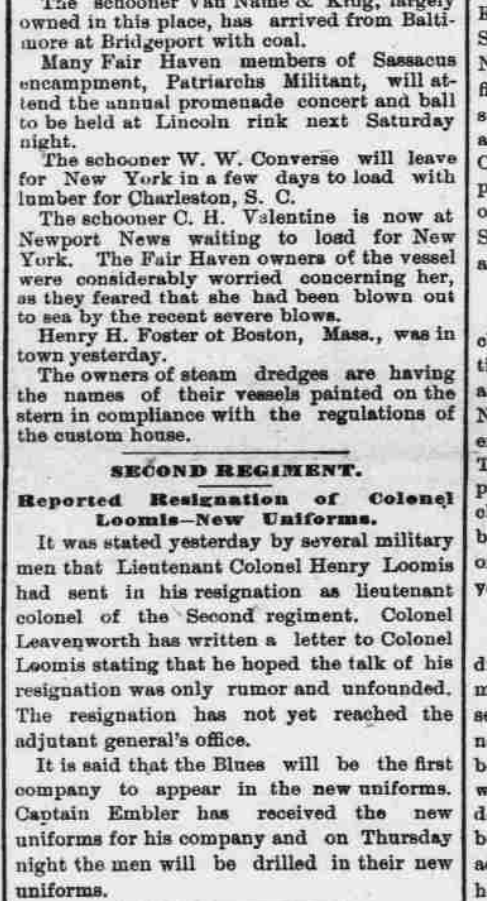 The schooner Van Name & Krug, largely
owned in this place, has arrived from Balti-
more at Bridgeport with coal.
Many Fair Haven members of Sassacus
encampment, Patriarchs Militant, will at-
tend the annual promenade concert and ball
to be held at Lincoln rink next Saturday
night.
The schooner W. W. Converse will leave
for New York in a few days to load with
lumber for Charleston, S. C.
The schooner C. H. Valentine is now at
Newport News waiting to load for New
York. The Fair Haven owners of the vessel
were considerably worried concerning her,
as they feared that she had been blown out
to sea by the recent severe blows.
Henry H. Foster of Boston, Mass., was in
town yesterday.
The owners of steam dredges are having
the names of their vessels painted on the
stern in compliance with the regulations of
the custom house.
SECOND REGIMENT.
Reported Resignation of Colonel
Loomis—New Uniforms.
It was stated yesterday by several military
men that Lieutenant Colonel Henry Loomis
had sent in his resignation as lieutenant
colonel of the Second regiment. Colonel
Leavenworth has written a letter to Colonel
Loomis stating that he hoped the talk of his
resignation was only rumor and unfounded.
The resignation has not yet reached the
adjutant general's office.
It is said that the Blues will be the first
company to appear in the new uniforms.
Captain Embler has received the new
uniforms for his company and on Thursday
night the men will be drilled in their new
uniforms.